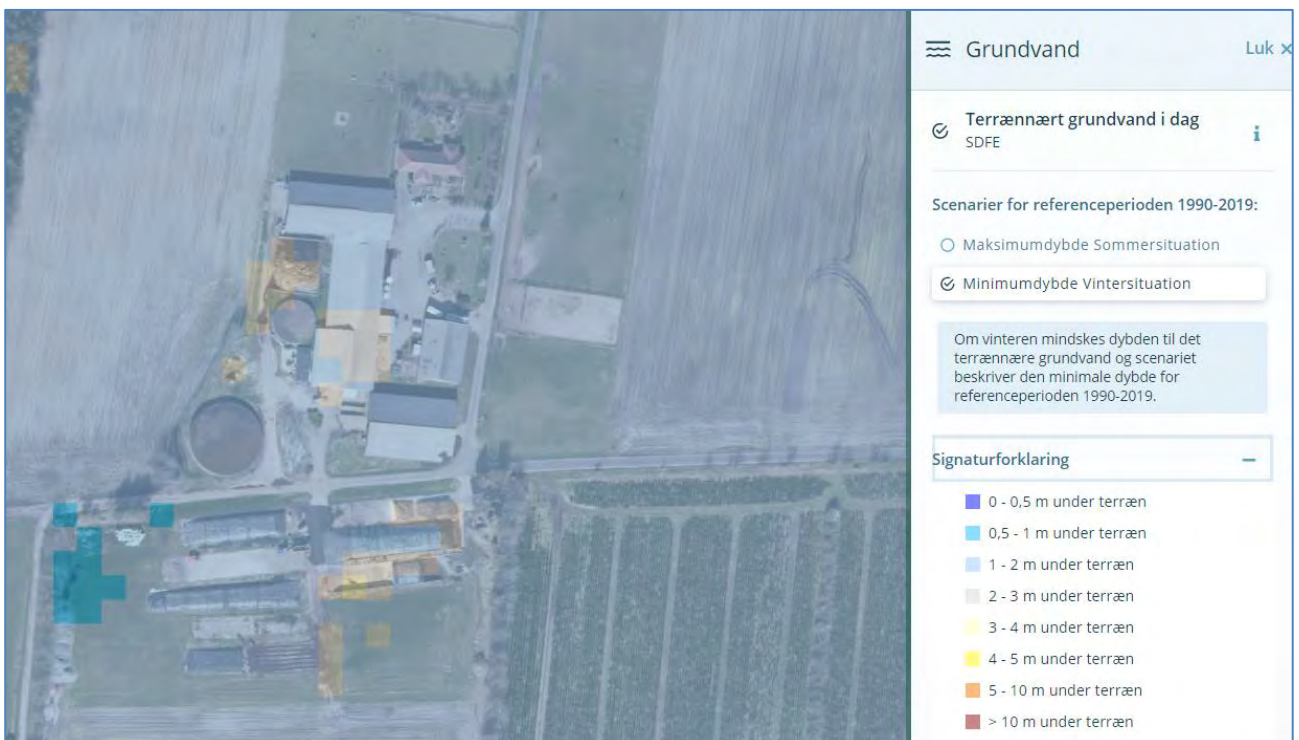 Grundvand
Luk ×
Terrænnært grundvand i dag
SDFE
i
Scenarier for referenceperioden 1990-2019:
Maksimumdybde Sommersituation
Minimumdybde Vintersituation
Om vinteren mindskes dybden til det
terrænnære grundvand og scenariet
beskriver den minimale dybde for
referenceperioden 1990-2019.
Signaturforklaring −
0 - 0,5 m under terræn
0,5 - 1 m under terræn
1 - 2 m under terræn
2 - 3 m under terræn
3 - 4 m under terræn
4 - 5 m under terræn
5 - 10 m under terræn
> 10 m under terræn